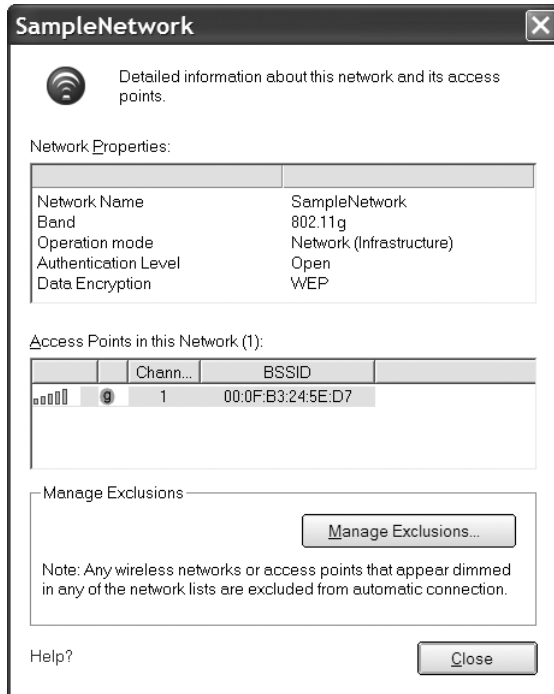 SampleNetwork
Detailed information about this network and its access
points.
Network Properties:
Network Name SampleNetwork
Band 802.11g
Operation mode Network (Infrastructure)
Authentication Level Open
Data Encryption WEP
Access Points in this Network (1):
Chann... BSSID
g 1 00:0F:B3:24:5E:D7
Manage Exclusions
Manage Exclusions...
Note: Any wireless networks or access points that appear dimmed
in any of the network lists are excluded from automatic connection.
Help?
Close